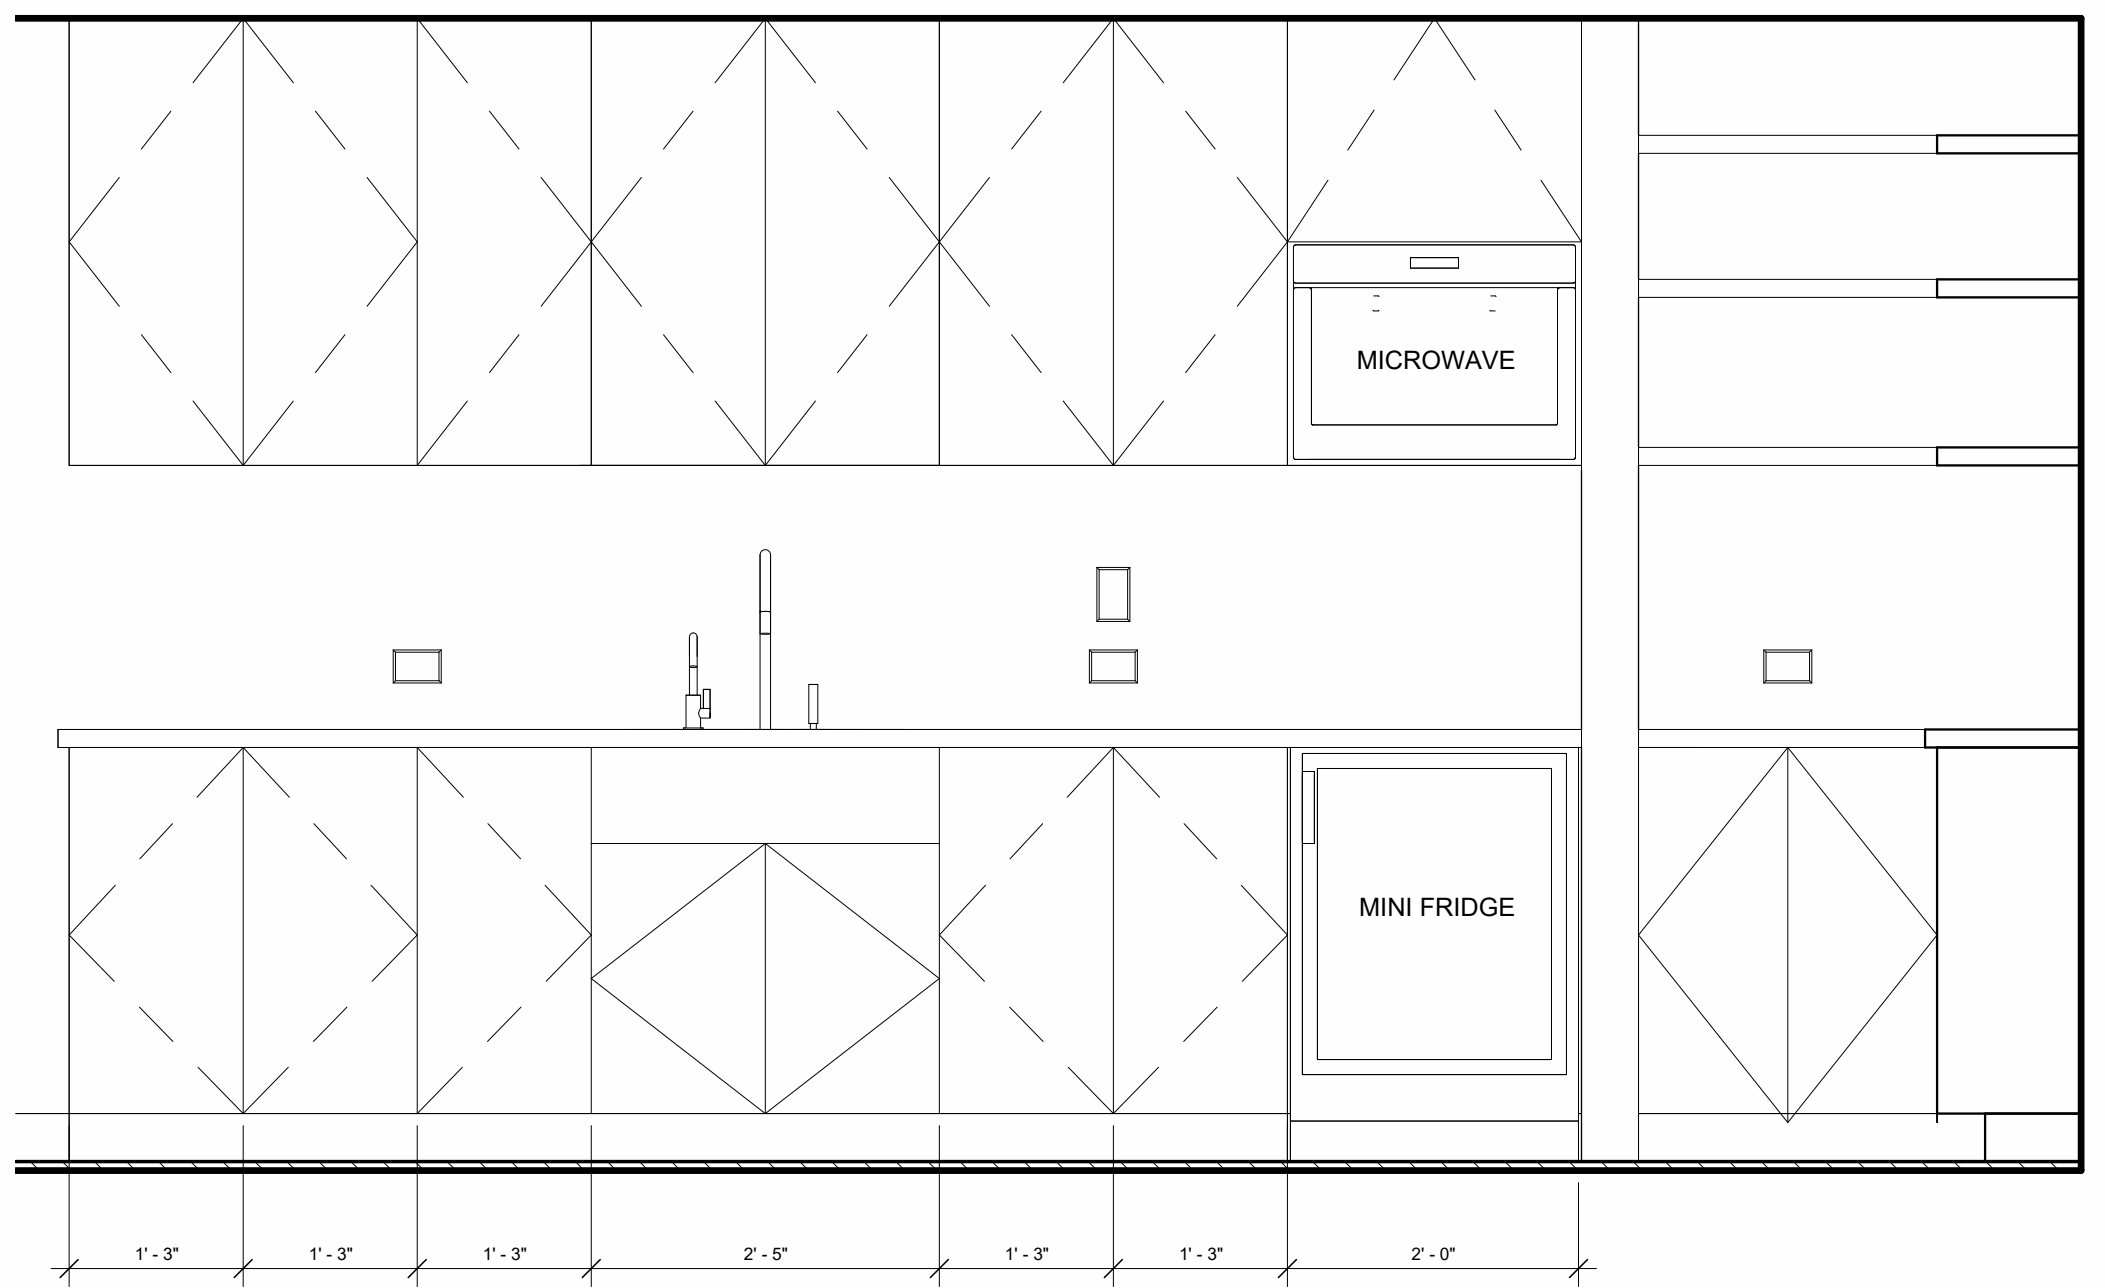 MICROWAVE
MINI FRIDGE
1' - 3" 1' - 3" 1' - 3" 2' - 5" 1' - 3" 1' - 3" 2' - 0"